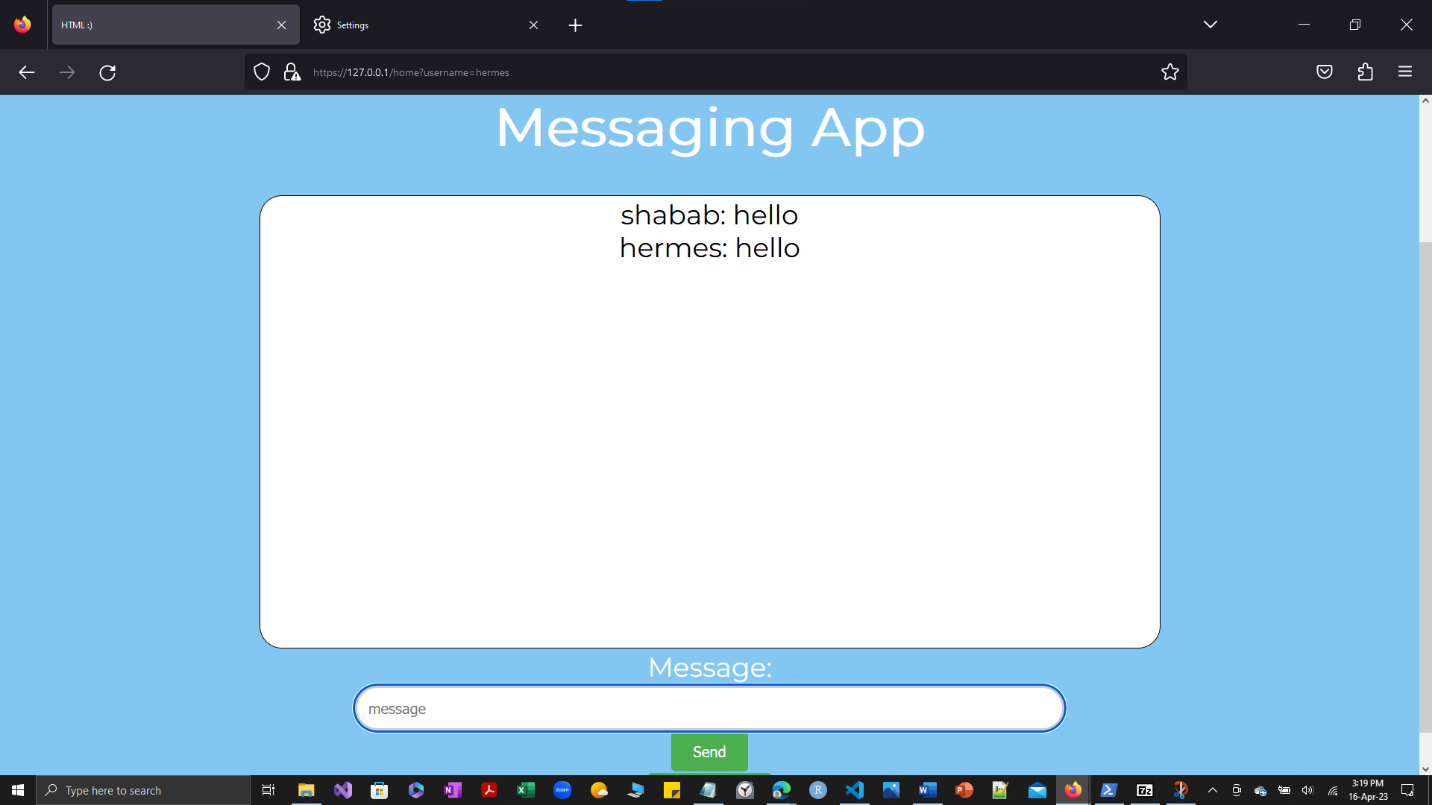 HTML :)
Settings
https://127.0.0.1/home?username=hermes
Messaging App
shabab: hello
hermes: hello
Message:
message
Send
Type here to search
zoom
3:19 PM
16-Apr-23